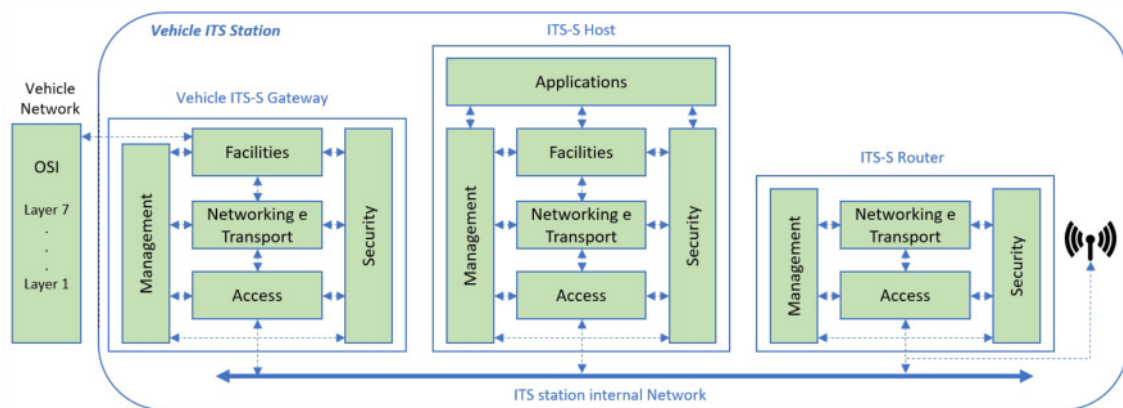 Vehicle ITS Station
ITS-S Host
Vehicle
Network
Vehicle ITS-S Gateway
Applications
OSI
Layer 7
.
.
.
Layer 1
Management
Facilities
Networking e
Transport
Access
Security
Management
Facilities
Networking e
Transport
Access
Security
ITS-S Router
Management
Networking e
Transport
Access
Security
ITS station internal Network